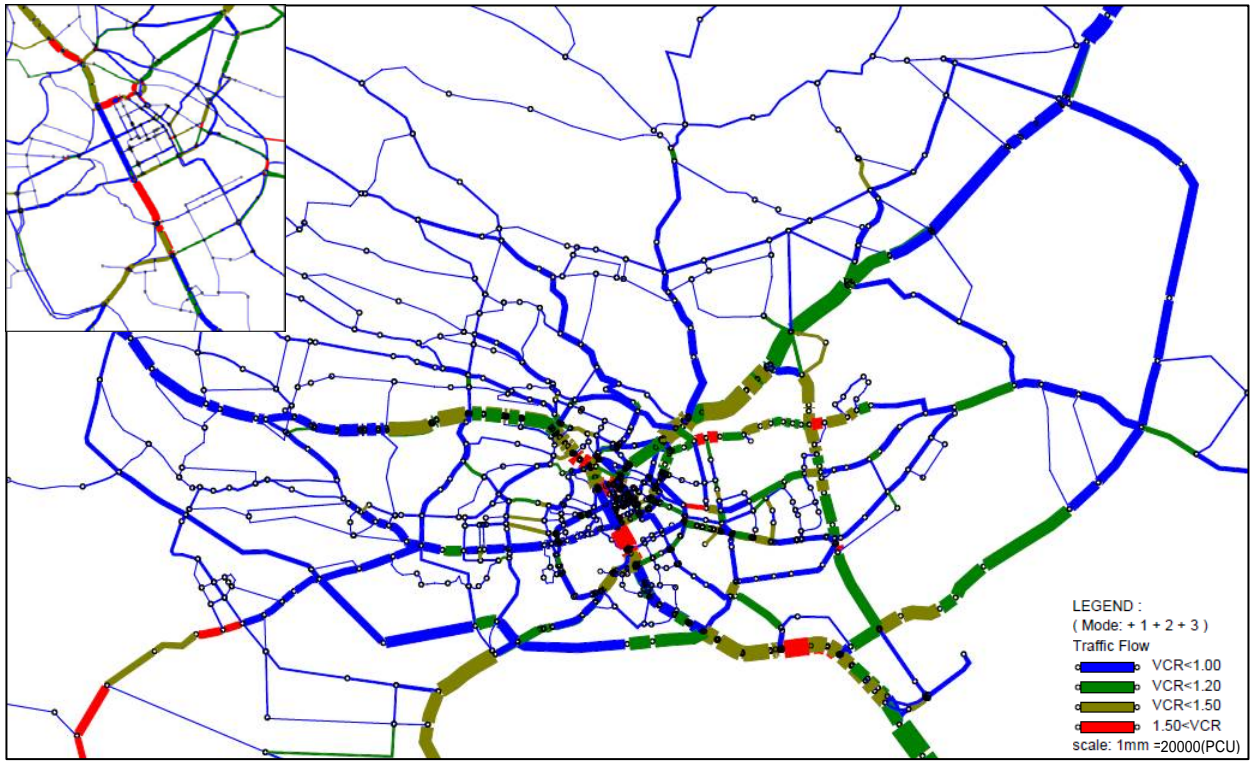 LEGEND :
( Mode: + 1 + 2 + 3 )
Traffic Flow
VCR<1.00
VCR<1.20
VCR<1.50
1.50<VCR
scale: 1mm =20000(PCU)